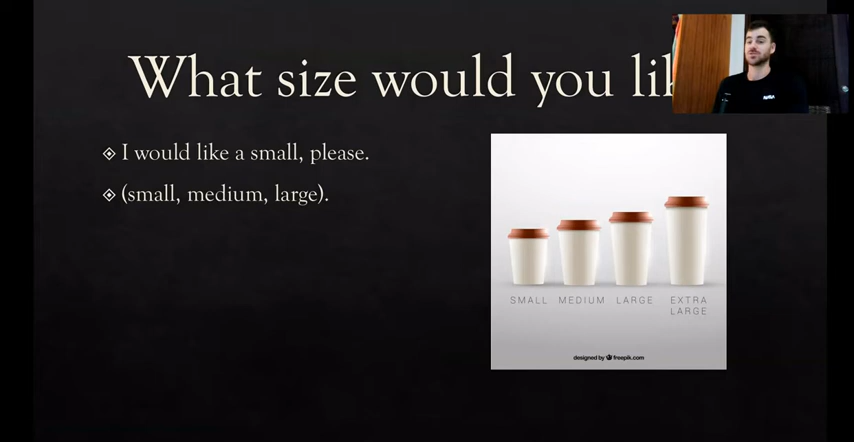 What size would you
I would like a small, please.
(small, medium, large).
SMALL MEDIUM LARGE EXTRA
LARGE
designed by freepik.com